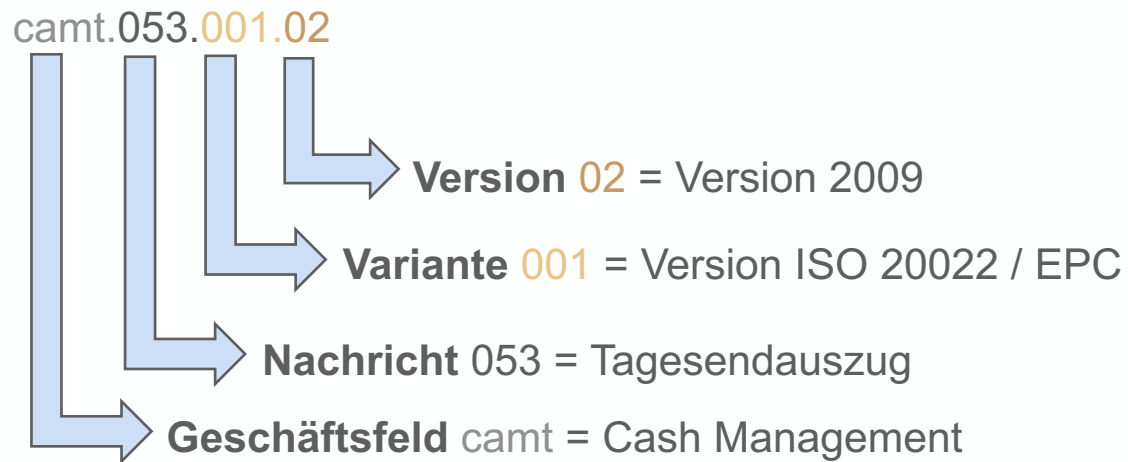 camt.053.001.02
Version 02 = Version 2009
Variante 001 = Version ISO 20022 / EPC
Nachricht 053 = Tagesendauszug
Geschäftsfeld camt = Cash Management